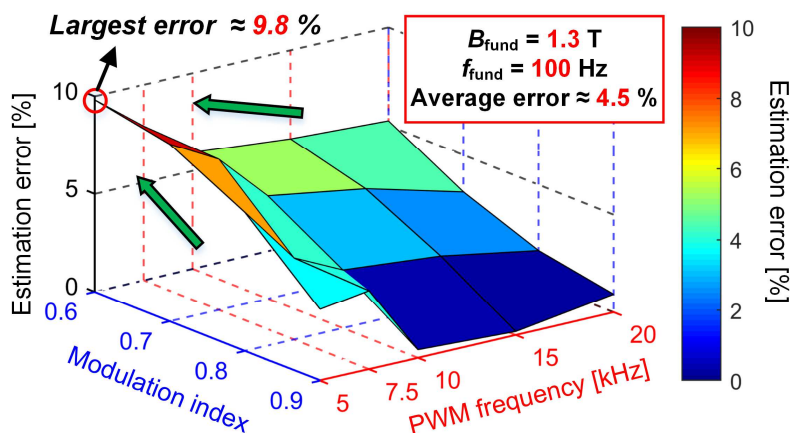 Largest error ≈ 9.8 %
B fund = 1.3 T
f fund = 100 Hz
Average error ≈ 4.5 %
Estimation error [%]
10
5
0
0.6
0.7
0.8
0.9
Modulation index
5
7.5
10
15
20
PWM frequency [kHz]
10
8
6
4
2
0
Estimation error [%]